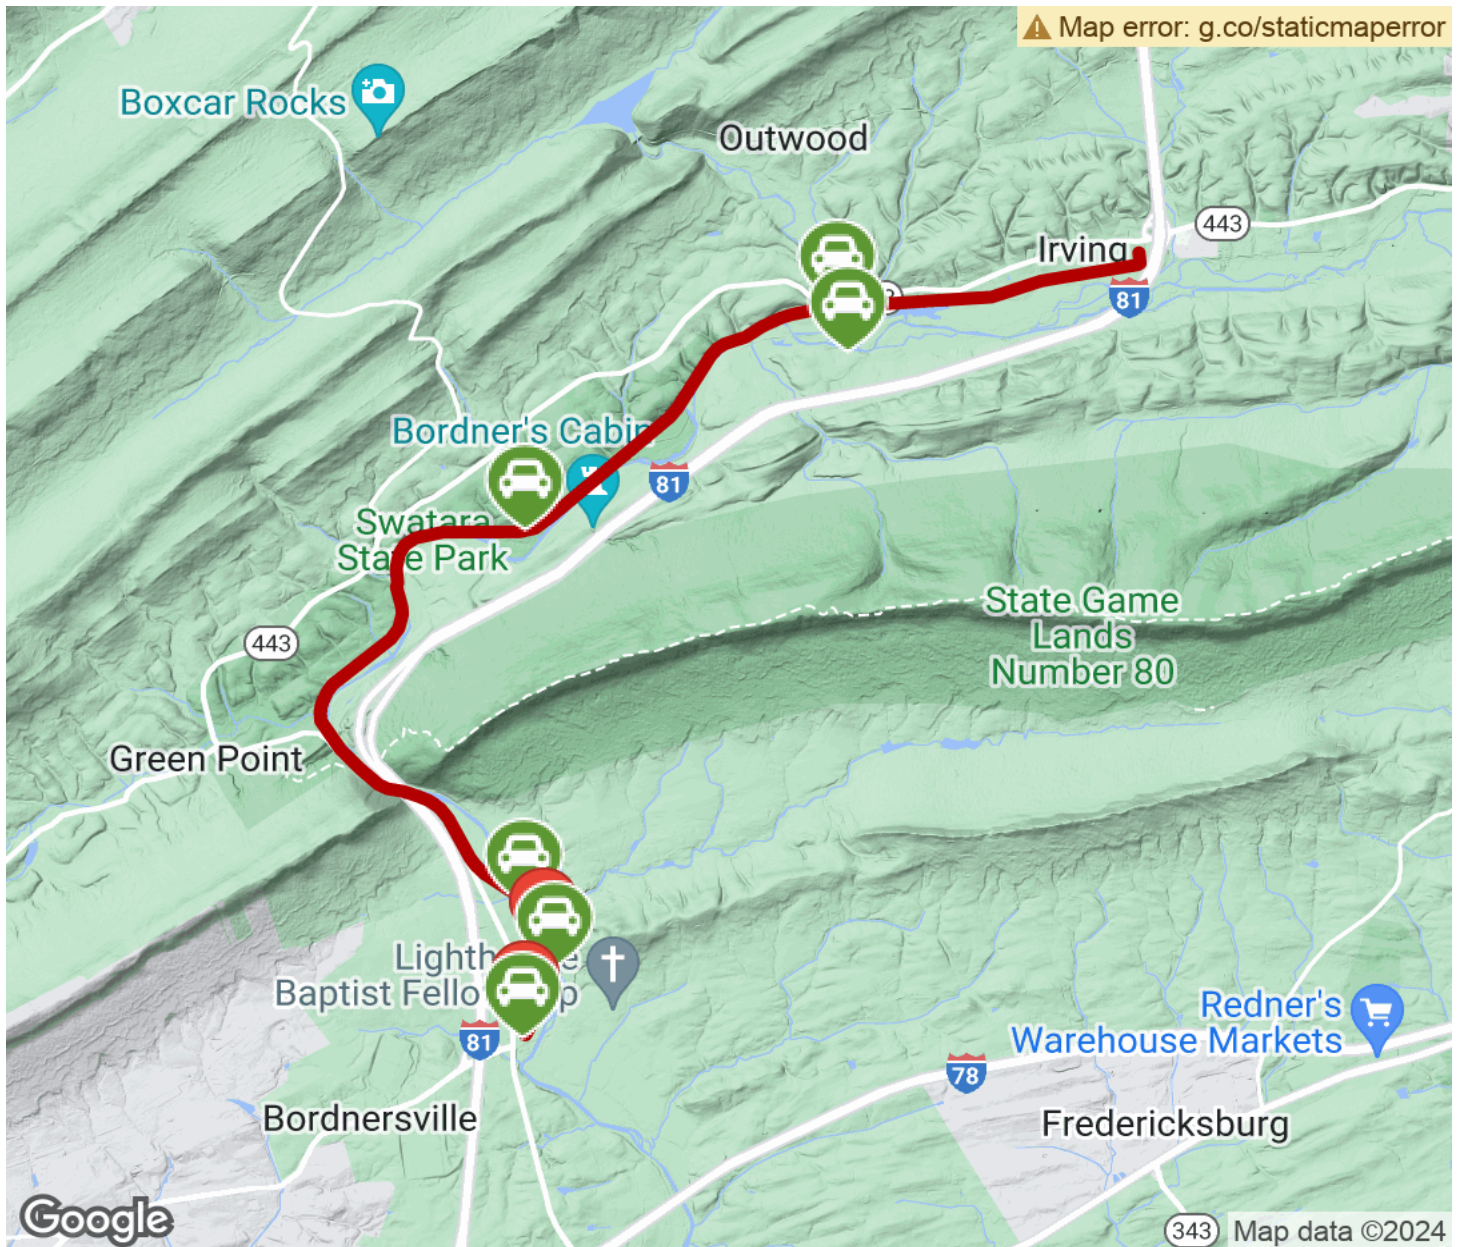 Map error: g.co/staticmaperror
Boxcar Rocks
Outwood
443
Irving
81
Bordner's Cabin
81
Swatara
State Park
State Game
Lands
Number 80
443
Green Point
Lighth e
Baptist Fello p
81
Redner's
Warehouse Markets
78
Bordnersville
Fredericksburg
Google
343
Map data ©2024